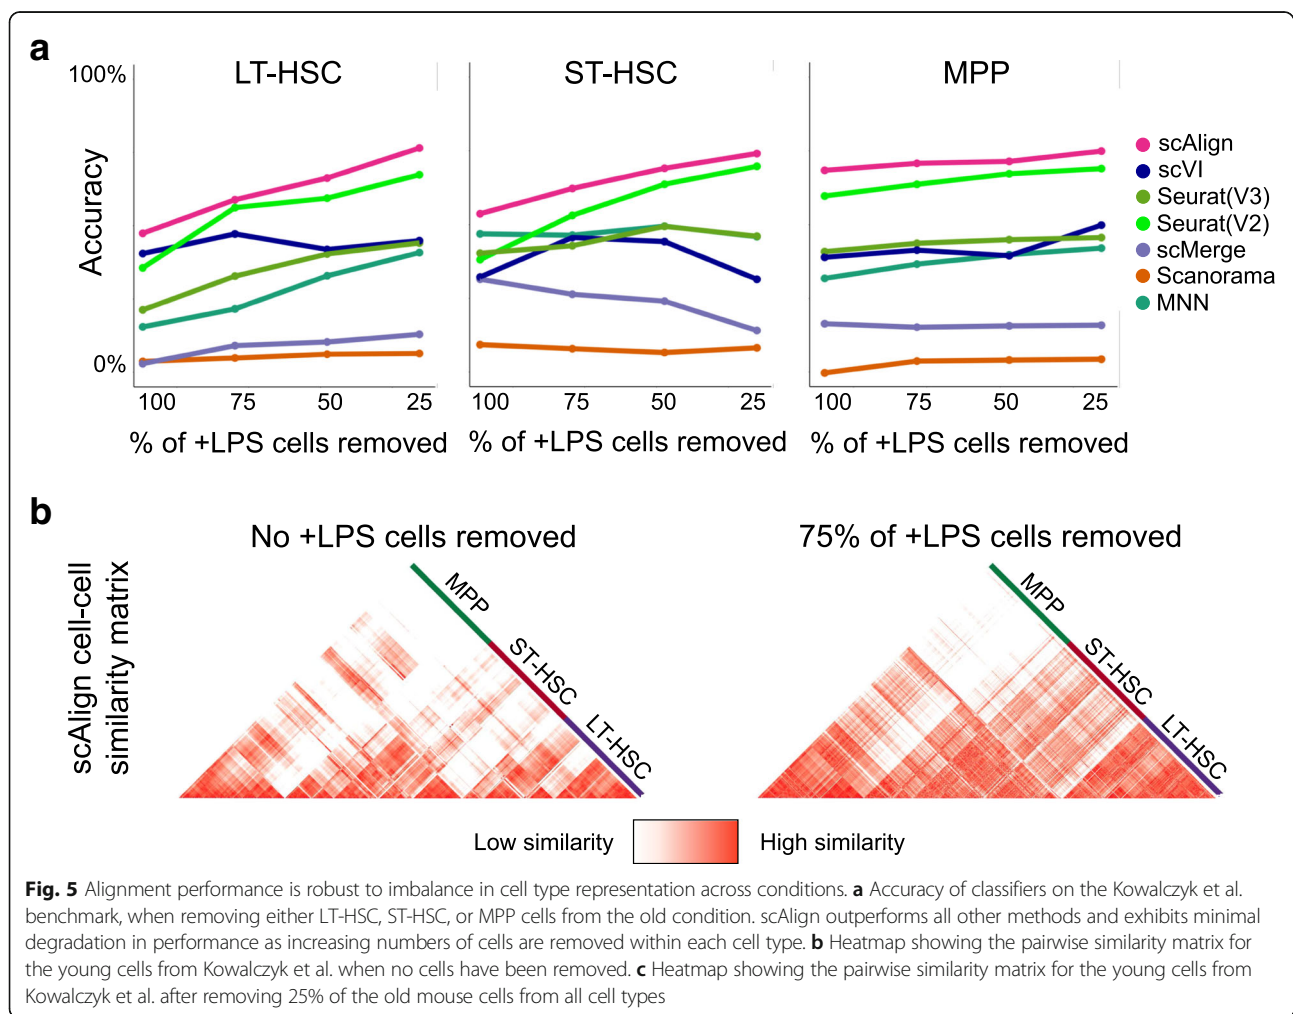 a
LT-HSC
ST-HSC
MPP
100%
0%
Accuracy
scAlign
scVI
Seurat(V3)
Seurat(V2)
scMerge
Scanorama
MNN
100 75 50 25
100 75 50 25
100 75 50 25
% of +LPS cells removed
% of +LPS cells removed
% of +LPS cells removed
b
No +LPS cells removed
75% of +LPS cells removed
scAlign cell-cell
similarity matrix
MPP
ST-HSC
LT-HSC
MPP
ST-HSC
LT-HSC
Low similarity
High similarity
Fig. 5 Alignment performance is robust to imbalance in cell type representation across conditions. a Accuracy of classifiers on the Kowalczyk et al.
benchmark, when removing either LT-HSC, ST-HSC, or MPP cells from the old condition. scAlign outperforms all other methods and exhibits minimal
degradation in performance as increasing numbers of cells are removed within each cell type. b Heatmap showing the pairwise similarity matrix for
the young cells from Kowalczyk et al. when no cells have been removed. c Heatmap showing the pairwise similarity matrix for the young cells from
Kowalczyk et al. after removing 25% of the old mouse cells from all cell types